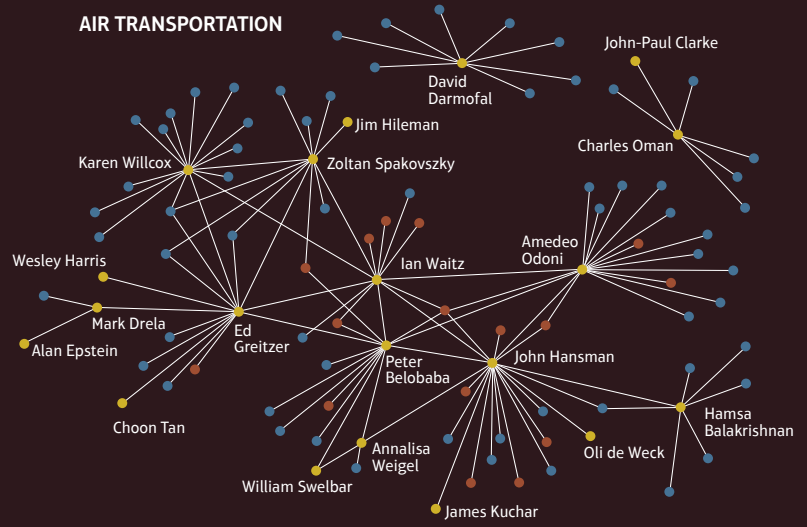 AIR TRANSPORTATION
John-Paul Clarke
David
Darmofal
Jim Hileman
Charles Oman
Karen Willcox
Zoltan Spakovszky
Amedeo
Odoni
Wesley Harris
Ian Waitz
Mark Drela
Ed
Greitzer
Alan Epstein
John Hansman
Peter
Belobaba
Hamsa
Balakrishnan
Choon Tan
Annalisa
Weigel
Oli de Weck
William Swelbar
James Kuchar